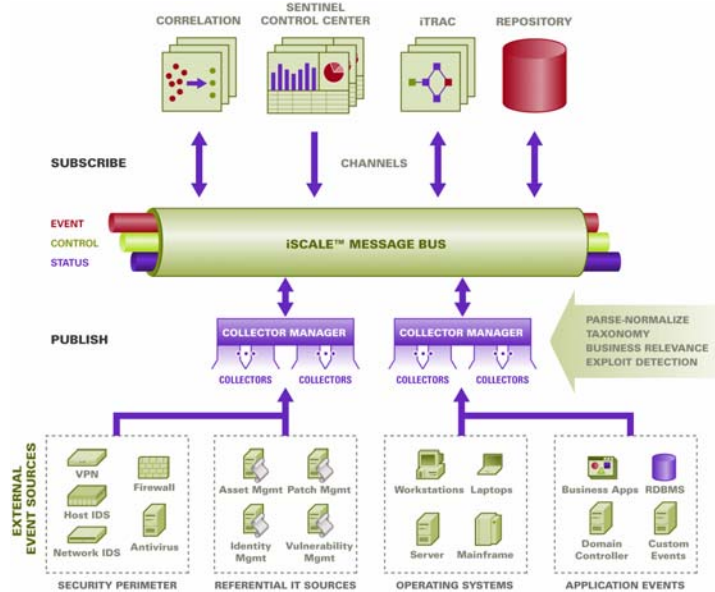 CORRELATION
SENTINEL
CONTROL CENTER
iTRAC
REPOSITORY
SUBSCRIBE
CHANNELS
EVENT
CONTROL
STATUS
iSCALE™ MESSAGE BUS
PUBLISH
COLLECTOR MANAGER
COLLECTORS
COLLECTORS
COLLECTOR MANAGER
COLLECTORS
COLLECTORS
PARSE-NORMALIZE
TAXONOMY
BUSINESS RELEVANCE
EXPLOIT DETECTION
EXTERNAL
EVENT SOURCES
VPN
Firewall
Host IDS
Network IDS
Antivirus
SECURITY PERIMETER
Asset Mgmt
Patch Mgmt
Identity
Mgmt
Vulnerability
Mgmt
REFERENTIAL IT SOURCES
Workstations
Laptops
Server
Mainframe
OPERATING SYSTEMS
Business Apps
RDBMS
Domain
Controller
Custom
Events
APPLICATION EVENTS